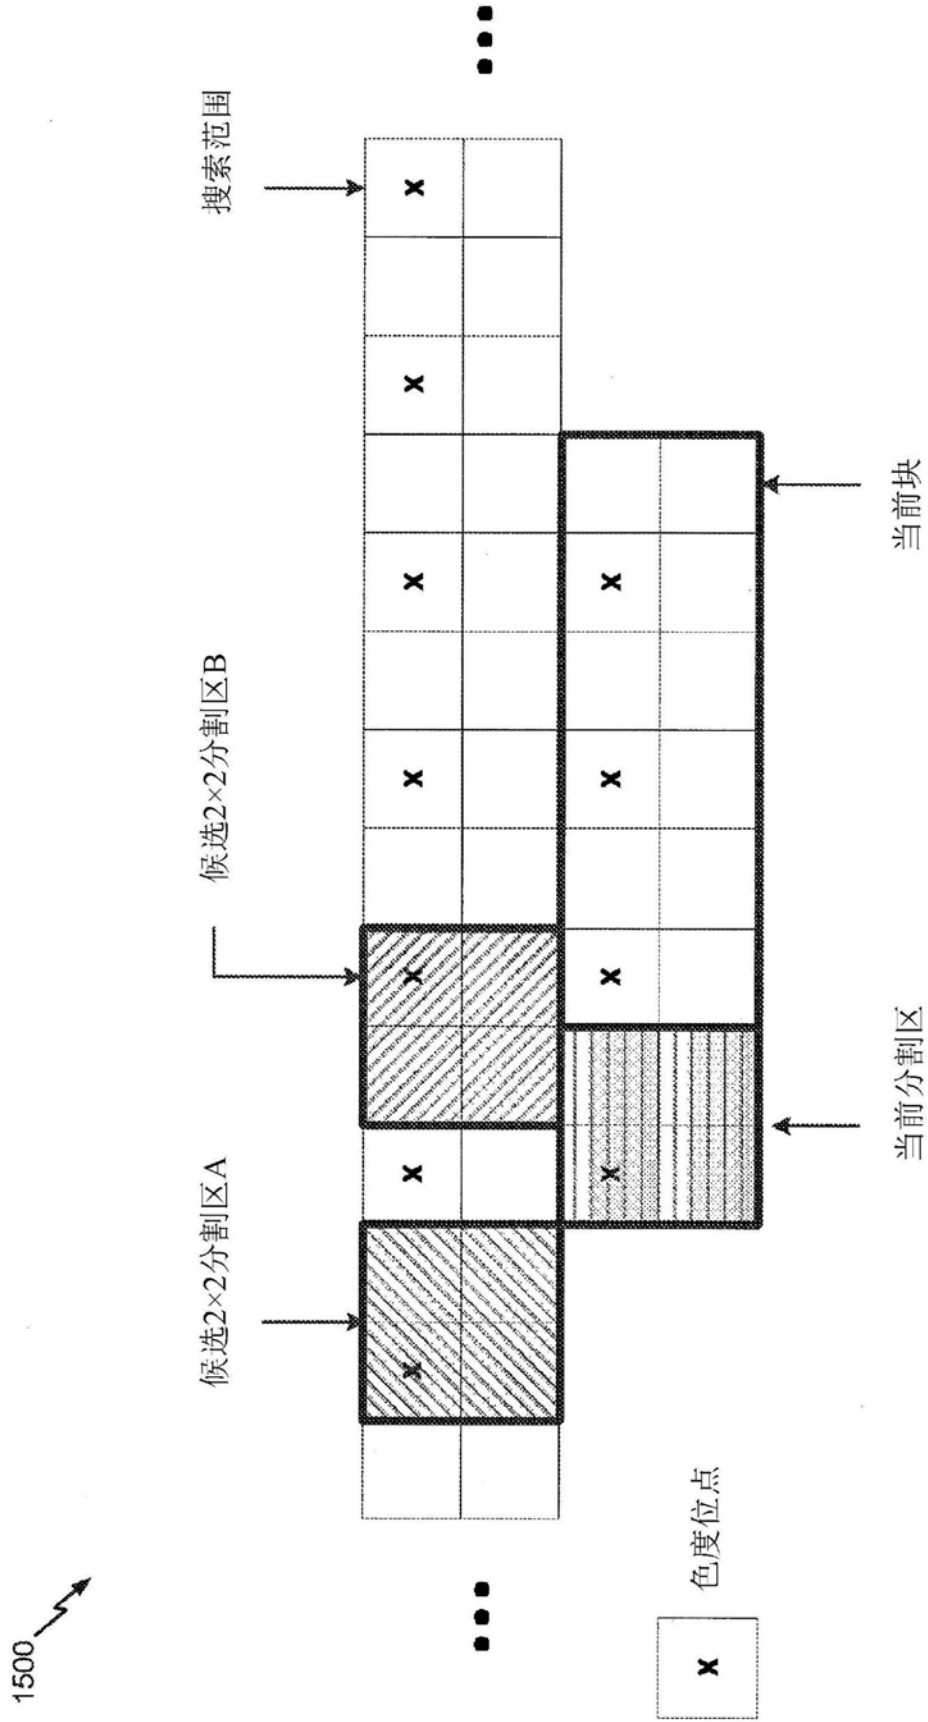 1500
候选2×2分割区A
候选2×2分割区B
搜索范围
X X X X X X X
X X X X
当前分割区
当前块
X 色度位点